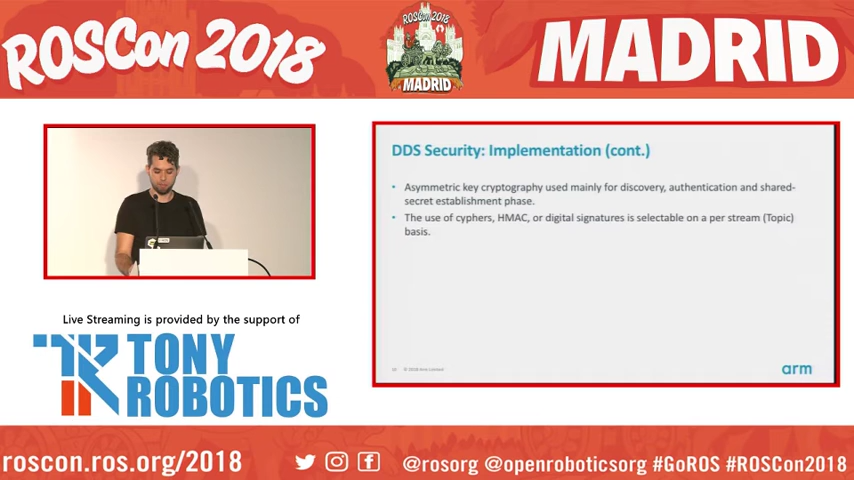 ROSCon 2018
ROSCon 2018
MADRID
MADRID
DDS Security: Implementation (cont.)
• Asymmetric key cryptography used mainly for discovery, authentication and shared-
secret establishment phase.
• The use of cyphers, HMAC, or digital signatures is selectable on a per stream (Topic)
basis.
arm
Live Streaming is provided by the support of
TONY
ROBOTICS
roscon.ros.org/2018
@rosorg @openroboticsorg #GoROS #ROSCon2018